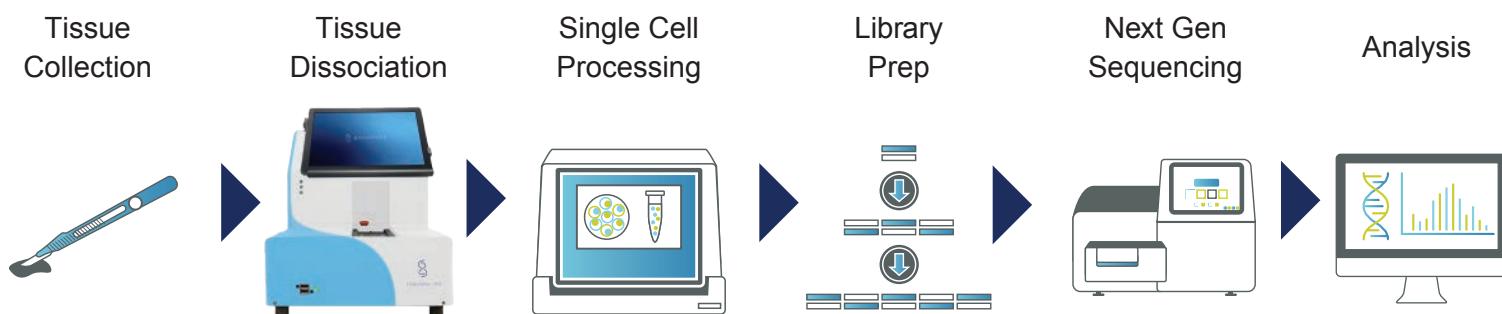 Tissue
Collection
Tissue
Dissociation
Single Cell
Processing
Library
Prep
Next Gen
Sequencing
Analysis